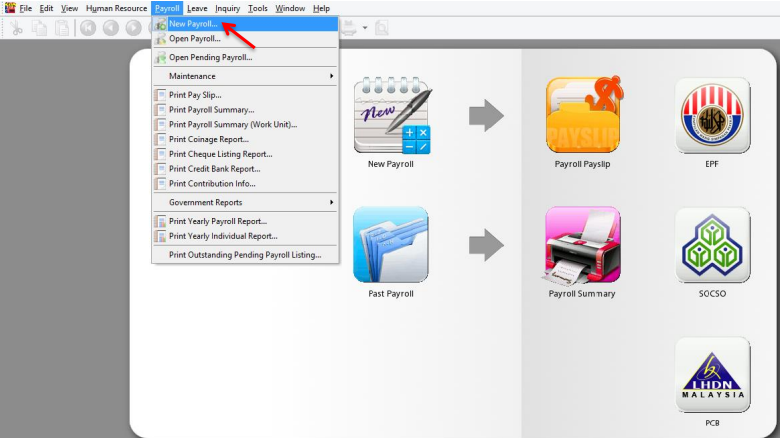 File Edit View Human Resource Payroll Leave Inquiry Tools Window Help
New Payroll...
Open Payroll...
Open Pending Payroll...
Maintenance
Print Pay Slip...
Print Payroll Summary...
Print Payroll Summary (Work Unit)...
Print Coinage Report...
Print Cheque Listing Report...
Print Credit Bank Report...
Print Contribution Info...
Government Reports
Print Yearly Payroll Report...
Print Yearly Individual Report...
Print Outstanding Pending Payroll Listing...
New
PAYSLIP
KWSP
New Payroll
Payroll Payslip
EPF
Past Payroll
Payroll Summary
SOCSO
LHDN
MALAYSIA
PCB